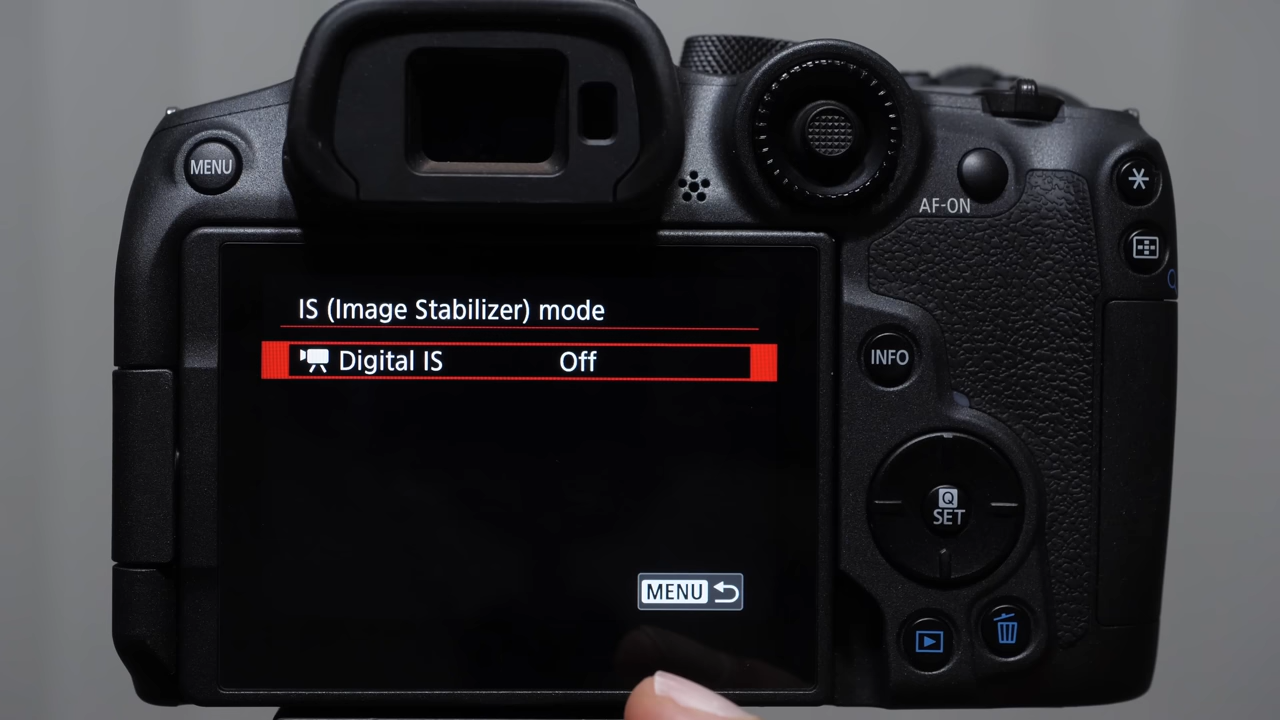 MENU
AF-ON
IS (Image Stabilizer) mode
Digital IS Off
INFO
Q
SET
MENU